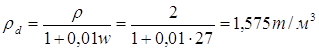 ρ_d = ρ / (1+0,01w) = 2 / (1+0,01·27) = 1,575 m/м³